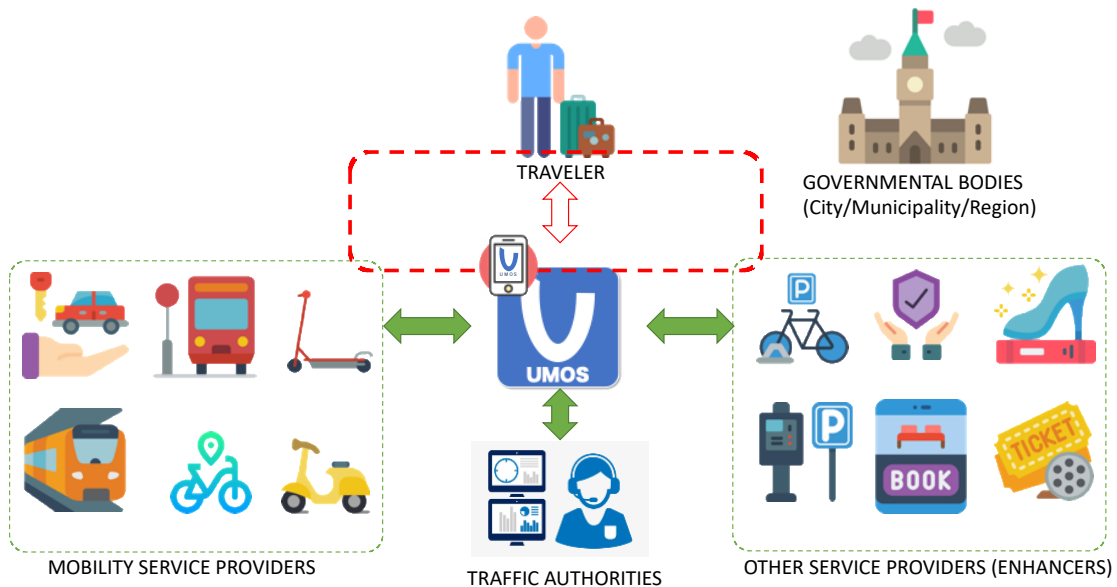 TRAVELER
GOVERNMENTAL BODIES
(City/Municipality/Region)
UMOS
P
UMOS
P
BOOK
TICKET
MOBILITY SERVICE PROVIDERS
TRAFFIC AUTHORITIES
OTHER SERVICE PROVIDERS (ENHANCERS)